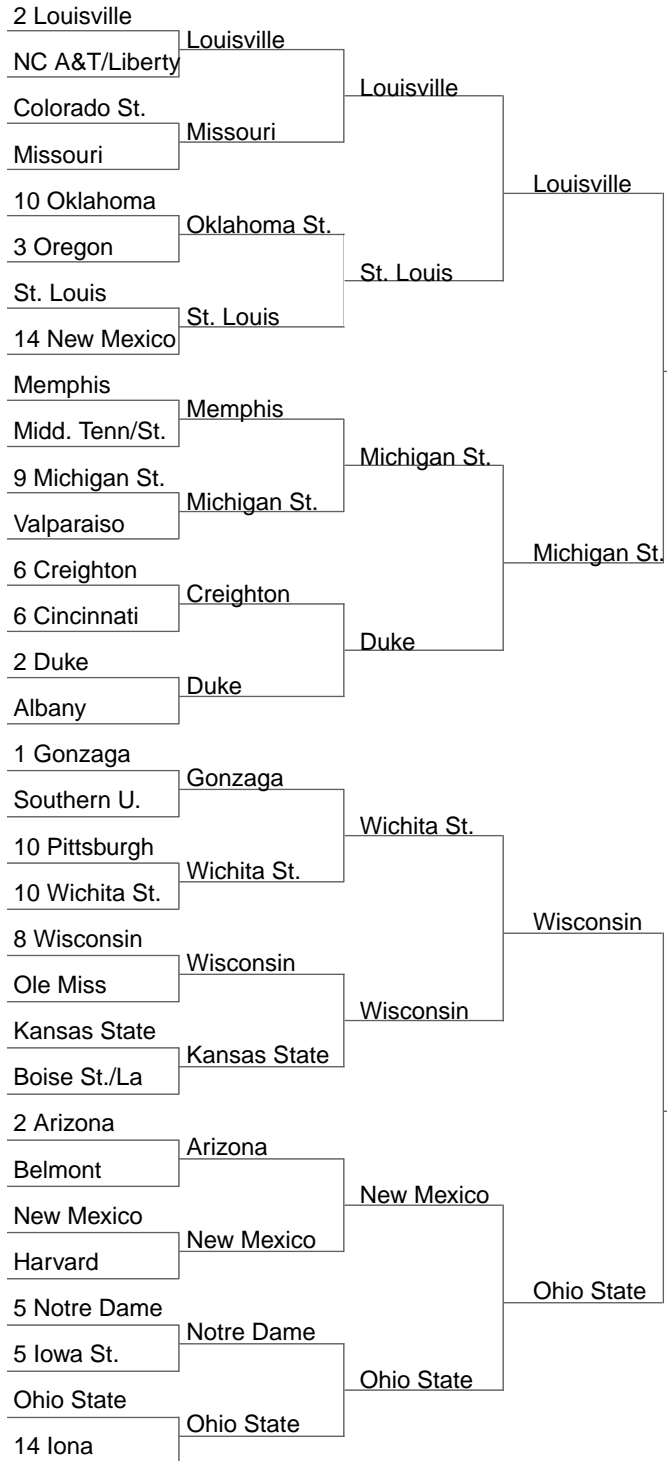 2 Louisville
NC A&T/Liberty
Colorado St.
Missouri
10 Oklahoma
3 Oregon
St. Louis
14 New Mexico
Memphis
Midd. Tenn/St.
9 Michigan St.
Valparaiso
6 Creighton
6 Cincinnati
2 Duke
Albany
1 Gonzaga
Southern U.
10 Pittsburgh
10 Wichita St.
8 Wisconsin
Ole Miss
Kansas State
Boise St./La
2 Arizona
Belmont
New Mexico
Harvard
5 Notre Dame
5 Iowa St.
Ohio State
14 Iona
Louisville
Missouri
Oklahoma St.
St. Louis
Memphis
Michigan St.
Creighton
Duke
Gonzaga
Wichita St.
Wisconsin
Kansas State
Arizona
New Mexico
Notre Dame
Ohio State
Louisville
St. Louis
Michigan St.
Duke
Wichita St.
Wisconsin
New Mexico
Ohio State
Louisville
Michigan St.
Wisconsin
Ohio State